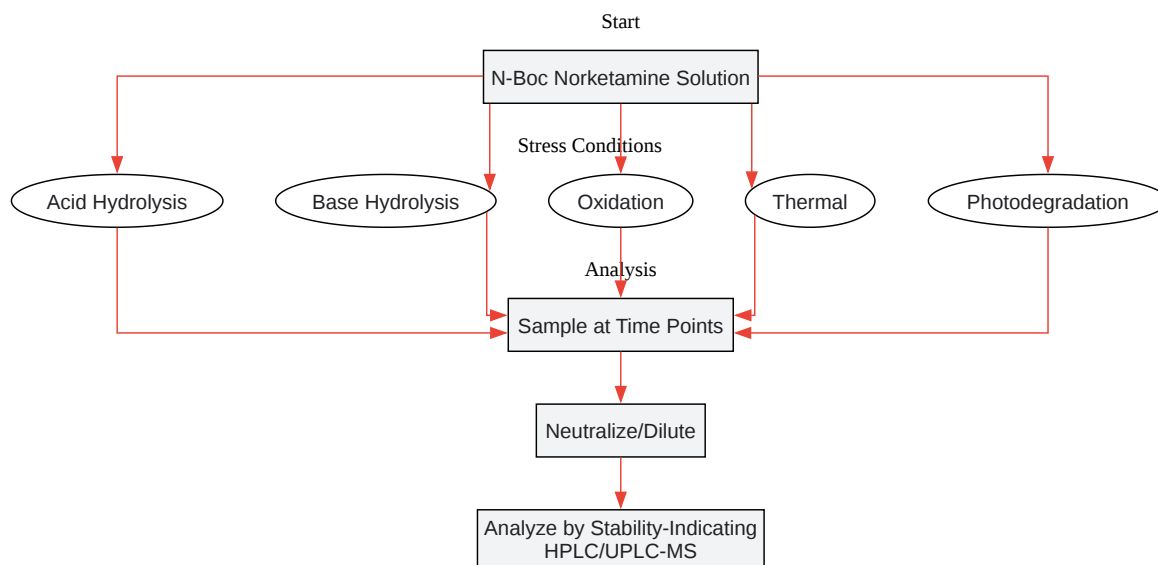 Start
N-Boc Norketamine Solution
Stress Conditions
Acid Hydrolysis
Base Hydrolysis
Oxidation
Thermal
Photodegradation
Analysis
Sample at Time Points
Neutralize/Dilute
Analyze by Stability-Indicating
HPLC/UPLC-MS